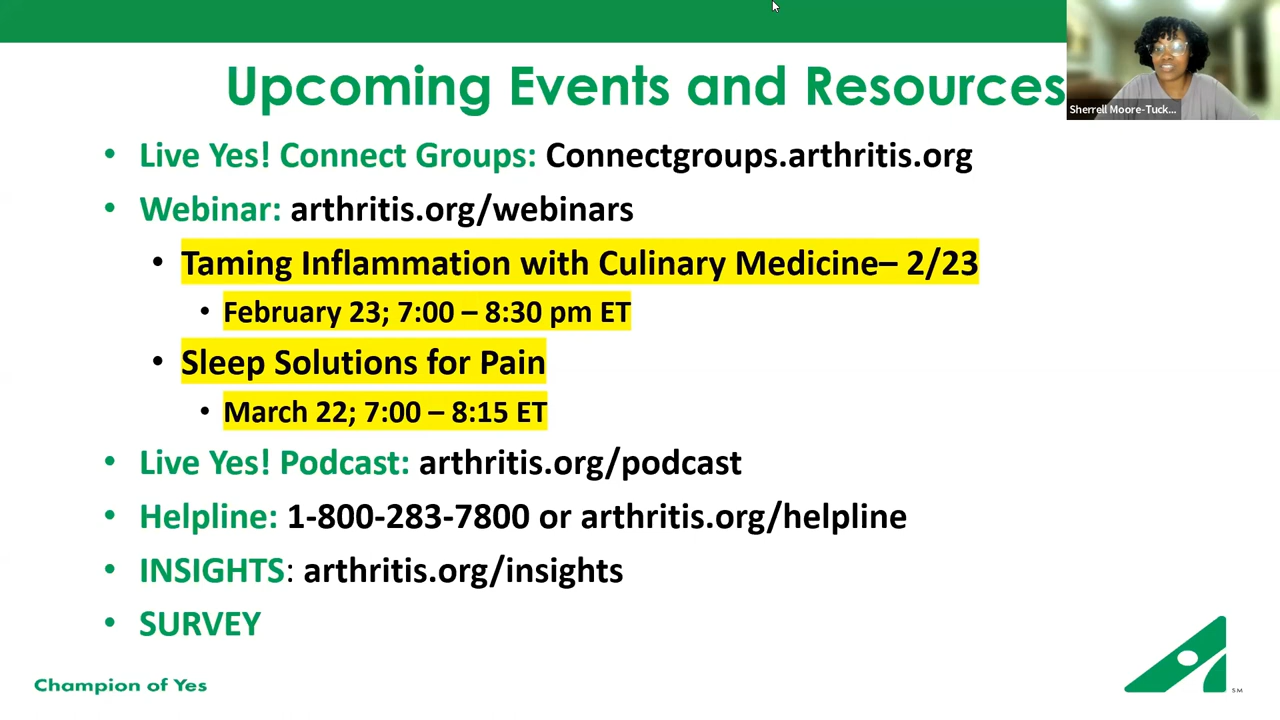 Upcoming Events and Resources
Sherrell Moore-Tuck...
• Live Yes! Connect Groups: Connectgroups.arthritis.org
• Webinar: arthritis.org/webinars
• Taming Inflammation with Culinary Medicine– 2/23
• February 23; 7:00 – 8:30 pm ET
• Sleep Solutions for Pain
• March 22; 7:00 – 8:15 ET
• Live Yes! Podcast: arthritis.org/podcast
• Helpline: 1-800-283-7800 or arthritis.org/helpline
• INSIGHTS: arthritis.org/insights
• SURVEY
Champion of Yes
SM